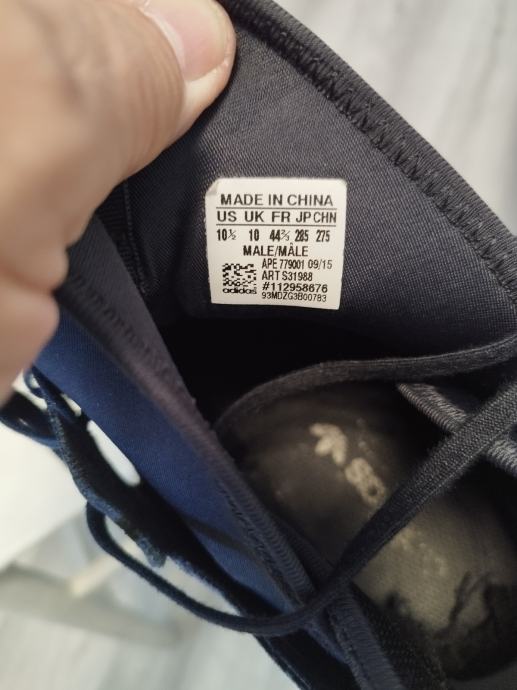 MADE IN CHINA
US UK FR JP CHN
10½ 10 44⅔ 285 275
MALE/MÂLE
APE 779001 09/15
ART S31988
#112958676
adidas 93MDZG3B00783